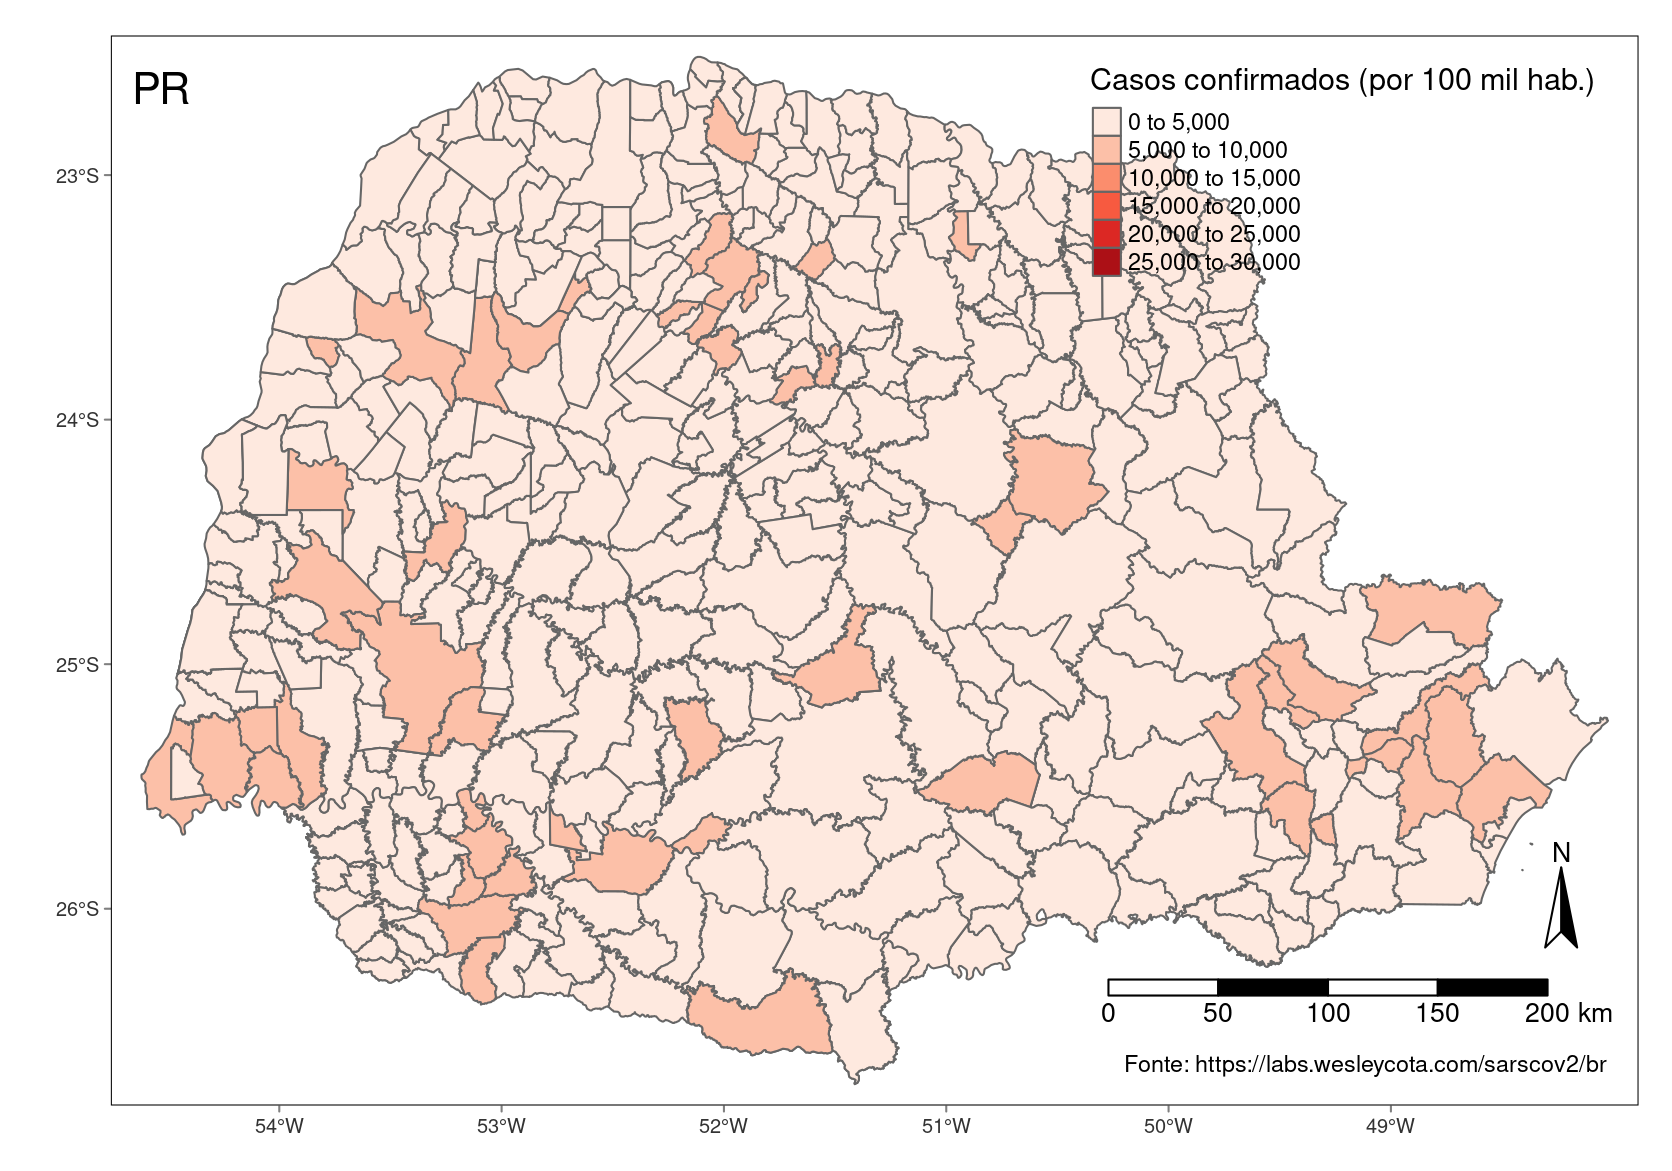 PR
Casos confirmados (por 100 mil hab.)
0 to 5,000
5,000 to 10,000
10,000 to 15,000
15,000 to 20,000
20,000 to 25,000
25,000 to 30,000
23°S
24°S
25°S
26°S
N
0 50 100 150 200 km
Fonte: https://labs.wesleycota.com/sarscov2/br
54°W 53°W 52°W 51°W 50°W 49°W